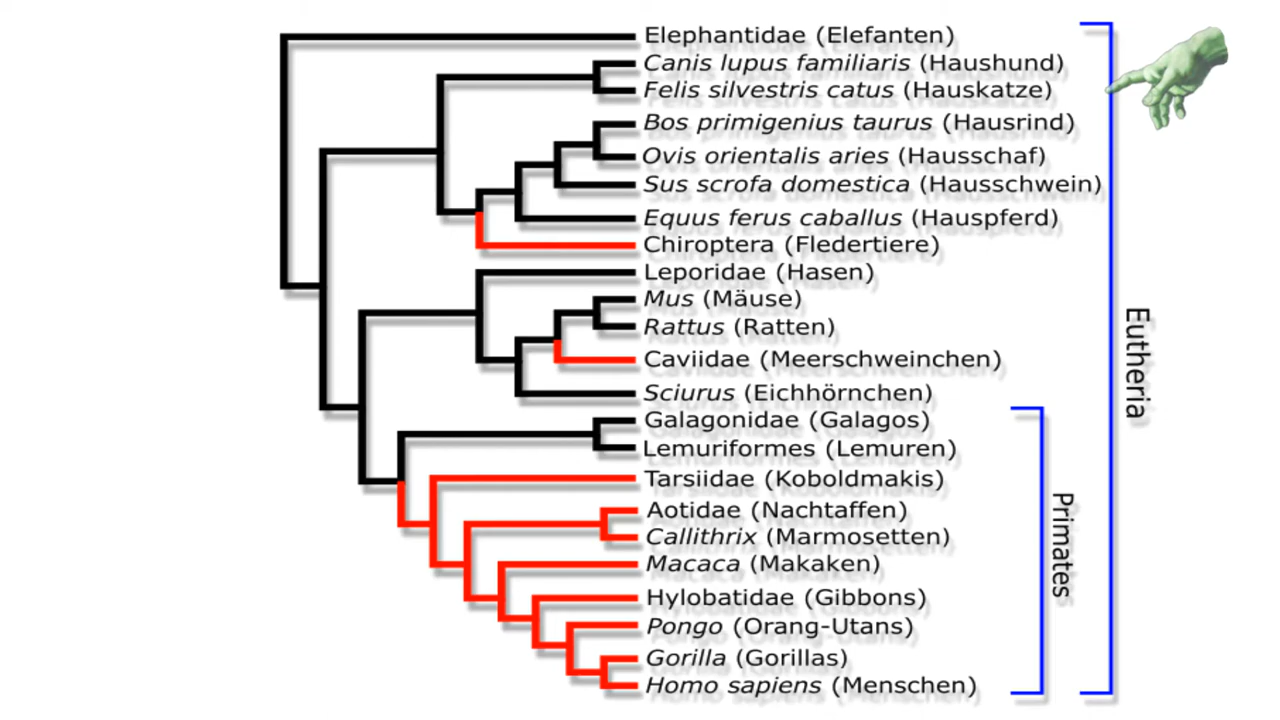 Elephantidae (Elefanten)
Canis lupus familiaris (Haushund)
Felis silvestris catus (Hauskatze)
Bos primigenius taurus (Hausrind)
Ovis orientalis aries (Hausschaf)
Sus scrofa domestica (Hausschwein)
Equus ferus caballus (Hauspferd)
Chiroptera (Fledertiere)
Leporidae (Hasen)
Mus (Mäuse)
Rattus (Ratten)
Caviidae (Meerschweinchen)
Sciurus (Eichhörnchen)
Galagonidae (Galagos)
Lemuriformes (Lemuren)
Tarsiidae (Koboldmakis)
Aotidae (Nachtaffen)
Callithrix (Marmosetten)
Macaca (Makaken)
Hylobatidae (Gibbons)
Pongo (Orang-Utans)
Gorilla (Gorillas)
Homo sapiens (Menschen)
Primates
Eutheria